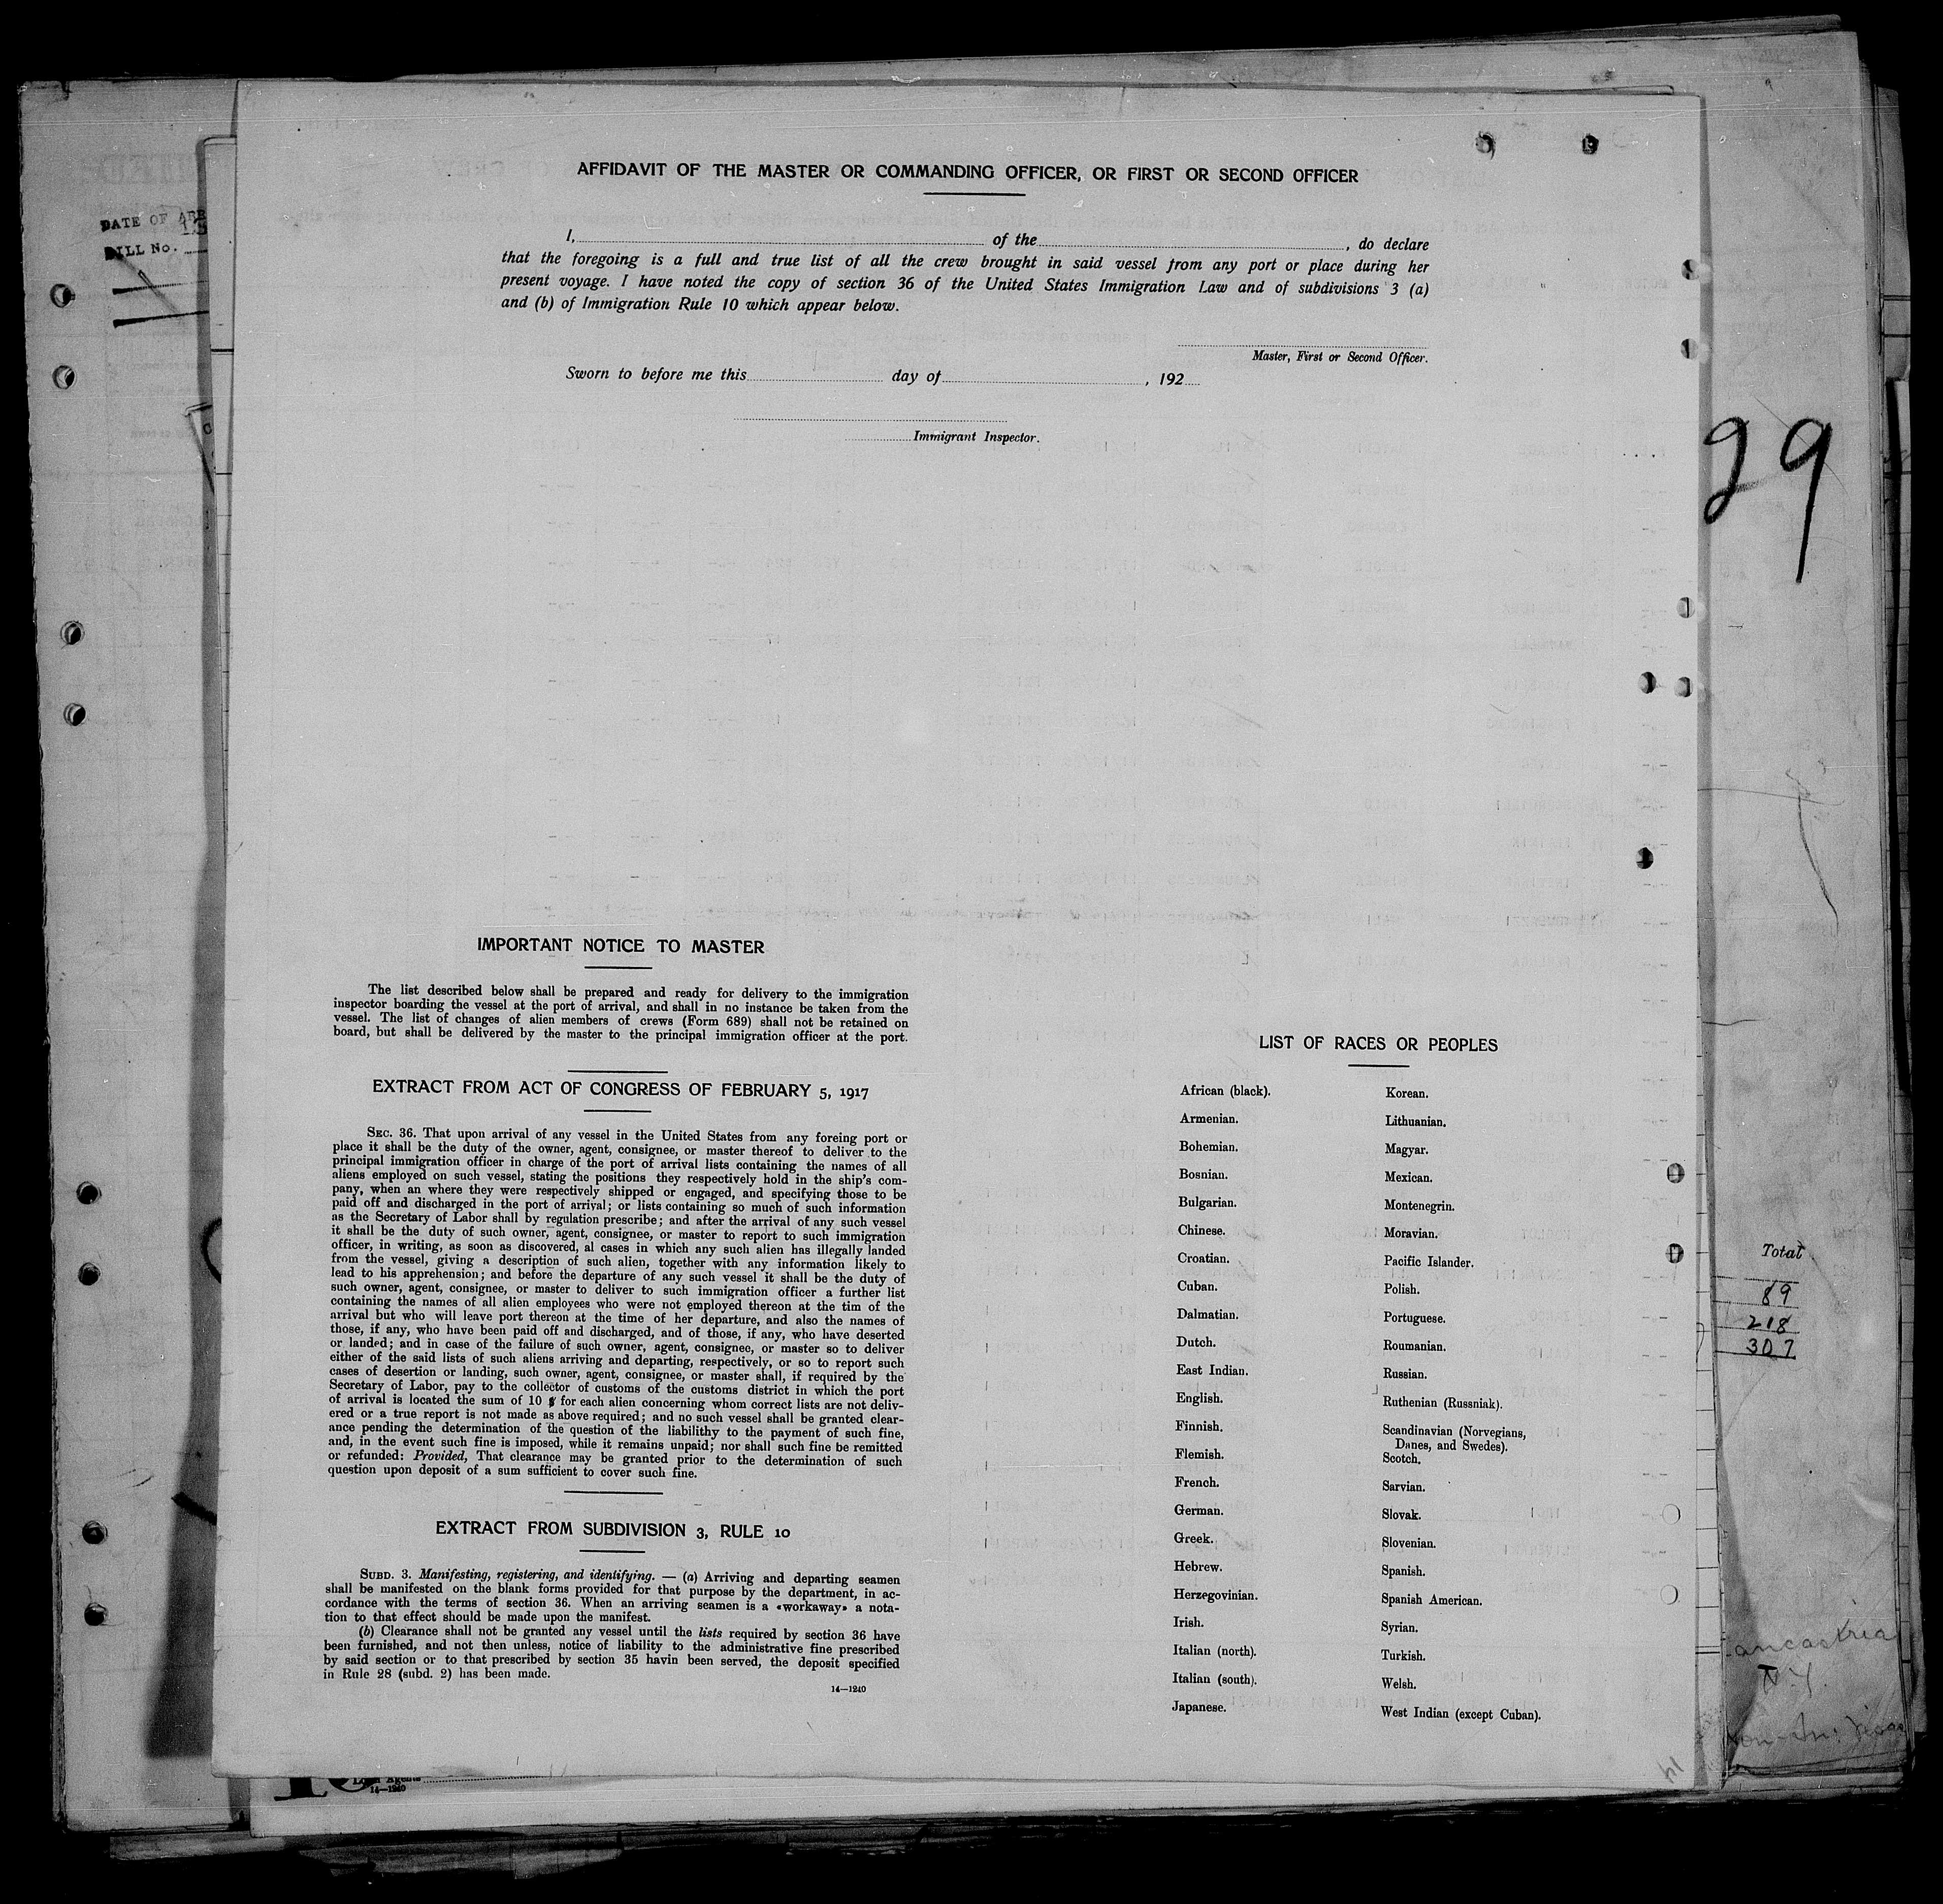 AFFIDAVIT OF THE MASTER OR COMMANDING OFFICER, OR FIRST OR SECOND OFFICER
I, of the , do declare
that the foregoing is a full and true list of all the crew brought in said vessel from any port or place during her
present voyage. I have noted the copy of section 36 of the United States Immigration Law and of subdivisions 3 (a)
and (b) of Immigration Rule 10 which appear below.
Master, First or Second Officer.
Sworn to before me this day of , 192
Immigrant Inspector.
IMPORTANT NOTICE TO MASTER
The list described below shall be prepared and ready for delivery to the immigration
inspector boarding the vessel at the port of arrival, and shall in no instance be taken from the
vessel. The list of changes of alien members of crews (Form 689) shall not be retained on
board, but shall be delivered by the master to the principal immigration officer at the port.
EXTRACT FROM ACT OF CONGRESS OF FEBRUARY 5, 1917
SEC. 36. That upon arrival of any vessel in the United States from any foreing port or
place it shall be the duty of the owner, agent, consignee, or master thereof to deliver to the
principal immigration officer in charge of the port of arrival lists containing the names of all
aliens employed on such vessel, stating the positions they respectively hold in the ship's com-
pany, when an where they were respectively shipped or engaged, and specifying those to be
paid off and discharged in the port of arrival; or lists containing so much of such information
as the Secretary of Labor shall by regulation prescribe; and after the arrival of any such vessel
it shall be the duty of such owner, agent, consignee, or master to report to such immigration
officer, in writing, as soon as discovered, al cases in which any such alien has illegally landed
from the vessel, giving a description of such alien, together with any information likely to
lead to his apprehension; and before the departure of any such vessel it shall be the duty of
such owner, agent, consignee, or master to deliver to such immigration officer a further list
containing the names of all alien employees who were not employed thereon at the tim of the
arrival but who will leave port thereon at the time of her departure, and also the names of
those, if any, who have been paid off and discharged, and of those, if any, who have deserted
or landed; and in case of the failure of such owner, agent, consignee, or master so to deliver
either of the said lists of such aliens arriving and departing, respectively, or so to report such
cases of desertion or landing, such owner, agent, consignee, or master shall, if required by the
Secretary of Labor, pay to the collector of customs of the customs district in which the port
of arrival is located the sum of 10 $ for each alien concerning whom correct lists are not deliv-
ered or a true report is not made as above required; and no such vessel shall be granted clear-
ance pending the determination of the question of the liabilithy to the payment of such fine,
and, in the event such fine is imposed, while it remains unpaid; nor shall such fine be remitted
or refunded: Provided, That clearance may be granted prior to the determination of such
question upon deposit of a sum sufficient to cover such fine.
EXTRACT FROM SUBDIVISION 3, RULE 10
SUBD. 3. Manifesting, registering, and identifying. — (a) Arriving and departing seamen
shall be manifested on the blank forms provided for that purpose by the department, in ac-
cordance with the terms of section 36. When an arriving seamen is a «workaway» a nota-
tion to that effect should be made upon the manifest.
(b) Clearance shall not be granted any vessel until the lists required by section 36 have
been furnished, and not then unless, notice of liability to the administrative fine prescribed
by said section or to that prescribed by section 35 havin been served, the deposit specified
in Rule 28 (subd. 2) has been made.
14—1240
LIST OF RACES OR PEOPLES
African (black).
Armenian.
Bohemian.
Bosnian.
Bulgarian.
Chinese.
Croatian.
Cuban.
Dalmatian.
Dutch.
East Indian.
English.
Finnish.
Flemish.
French.
German.
Greek.
Hebrew.
Herzegovinian.
Irish.
Italian (north).
Italian (south).
Japanese.
Korean.
Lithuanian.
Magyar.
Mexican.
Montenegrin.
Moravian.
Pacific Islander.
Polish.
Portuguese.
Roumanian.
Russian.
Ruthenian (Russniak).
Scandinavian (Norvegians,
Danes, and Swedes).
Scotch.
Sarvian.
Slovak.
Slovenian.
Spanish.
Spanish American.
Syrian.
Turkish.
Welsh.
West Indian (except Cuban).
DATE OF ARR
BILL No.
29
Total
89
218
307
ancastria
N.Y.
14
14—1240